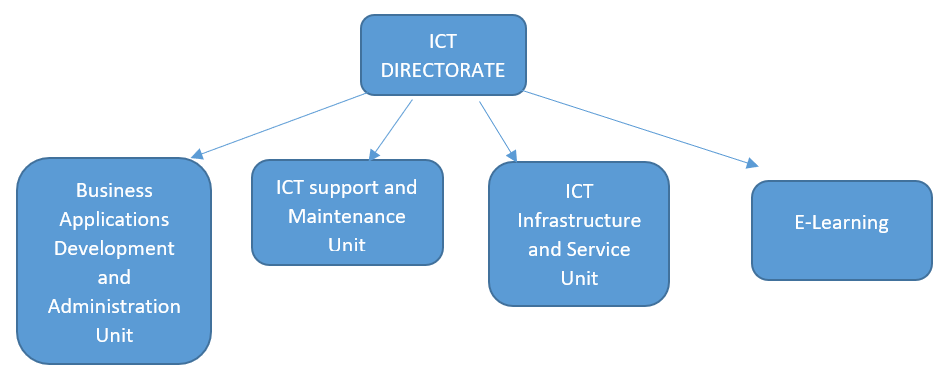 ICT
DIRECTORATE
Business
Applications
Development
and
Administration
Unit
ICT support and
Maintenance
Unit
ICT
Infrastructure
and Service
Unit
E-Learning